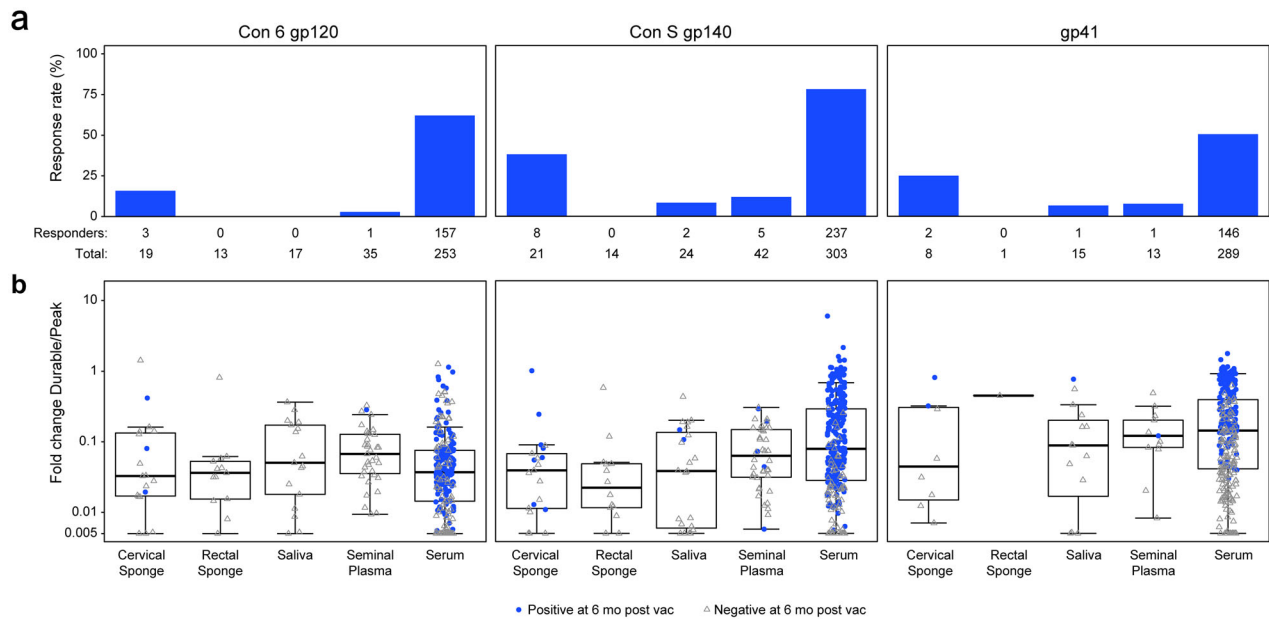 a
Con 6 gp120
Con S gp140
gp41
Response rate (%)
100
75
50
25
0
Responders: 3 0 0 1 157 8 0 2 5 237 2 0 1 1 146
Total: 19 13 17 35 253 21 14 24 42 303 8 1 15 13 289
b
Fold change Durable/Peak
10
1
0.1
0.01
0.005
Cervical Sponge
Rectal Sponge
Saliva
Seminal Plasma
Serum
Cervical Sponge
Rectal Sponge
Saliva
Seminal Plasma
Serum
Cervical Sponge
Rectal Sponge
Saliva
Seminal Plasma
Serum
Positive at 6 mo post vac
Negative at 6 mo post vac